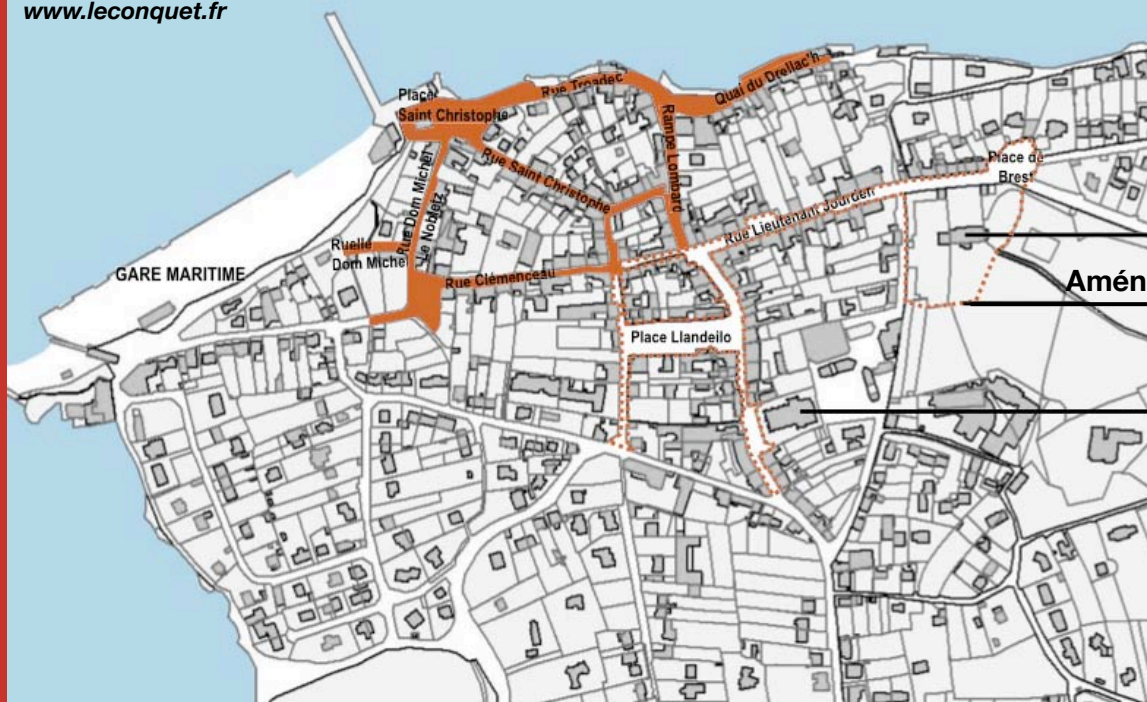 www.leconquet.fr
Place
Saint Christophe
Rue Troadec
Quai du Drellac'h
Rampe Lombard
Rue Saint Christophe
Rue Dom Michel
Le Nobletz
Place de
Brest
Rue Lieutenant Jourden
Ruelle
Dom Michel
GARE MARITIME
Rue Clémenceau
Amén
Place Llandeilo